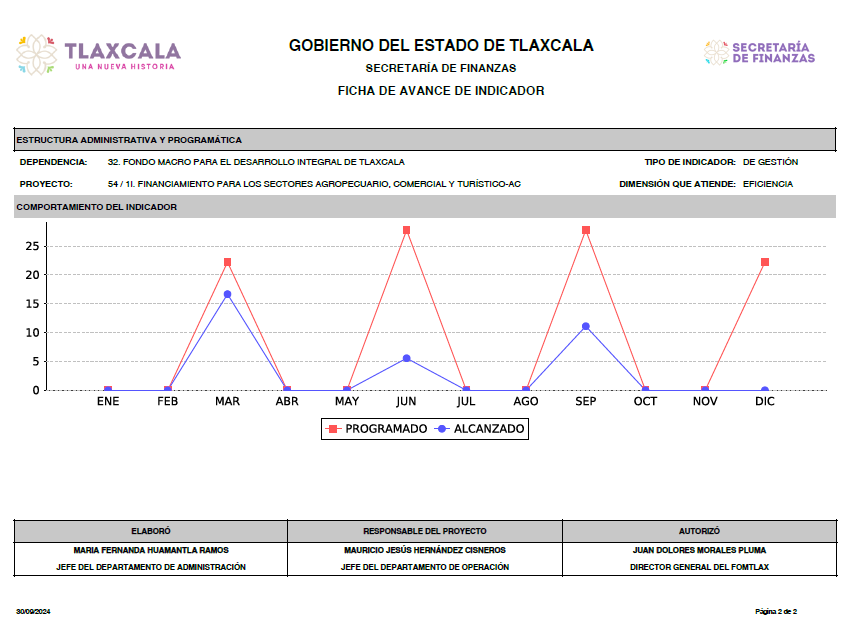 TLAXCALA
UNA NUEVA HISTORIA
GOBIERNO DEL ESTADO DE TLAXCALA
SECRETARÍA DE FINANZAS
FICHA DE AVANCE DE INDICADOR
SECRETARÍA
DE FINANZAS
ESTRUCTURA ADMINISTRATIVA Y PROGRAMÁTICA
DEPENDENCIA: 32. FONDO MACRO PARA EL DESARROLLO INTEGRAL DE TLAXCALA TIPO DE INDICADOR: DE GESTIÓN
PROYECTO: 54 / 1I. FINANCIAMIENTO PARA LOS SECTORES AGROPECUARIO, COMERCIAL Y TURÍSTICO-AC DIMENSIÓN QUE ATIENDE: EFICIENCIA
COMPORTAMIENTO DEL INDICADOR
25
20
15
10
5
0
ENE FEB MAR ABR MAY JUN JUL AGO SEP OCT NOV DIC
PROGRAMADO ALCANZADO
ELABORÓ RESPONSABLE DEL PROYECTO AUTORIZÓ
MARIA FERNANDA HUAMANTLA RAMOS MAURICIO JESÚS HERNÁNDEZ CISNEROS JUAN DOLORES MORALES PLUMA
JEFE DEL DEPARTAMENTO DE ADMINISTRACIÓN JEFE DEL DEPARTAMENTO DE OPERACIÓN DIRECTOR GENERAL DEL FOMTLAX
30/09/2024 Página 2 de 2